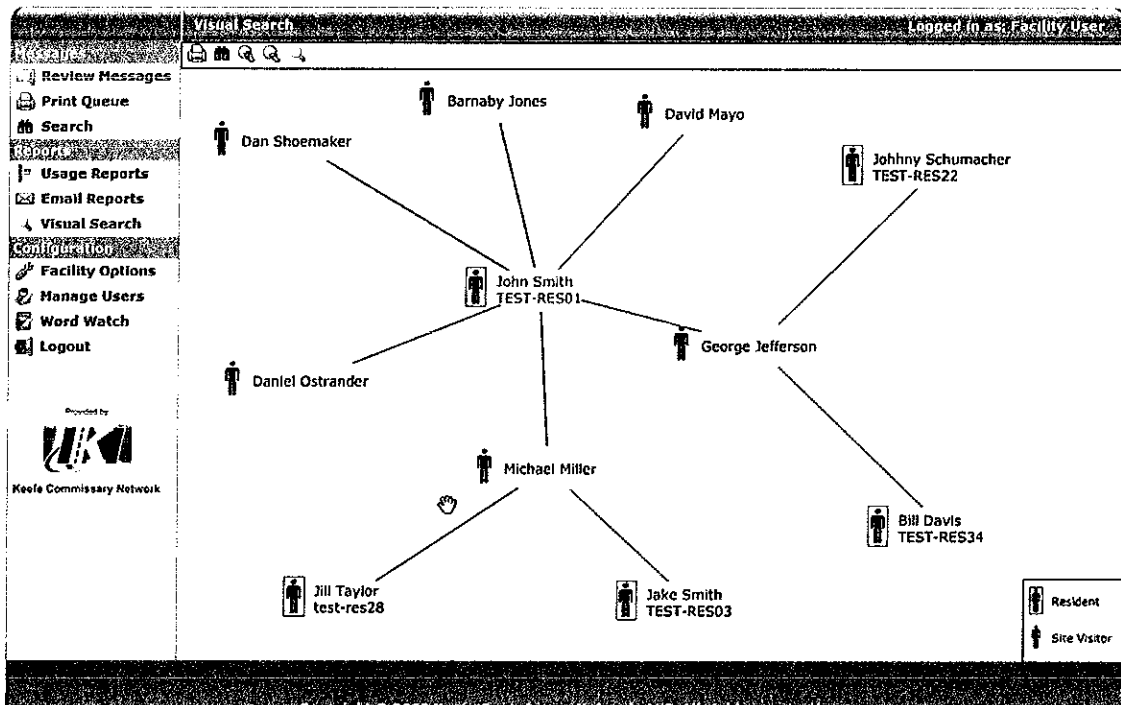 Visual Search
Logged in as: Facility User
Review Messages
Print Queue
Search
Reports
Usage Reports
Email Reports
Visual Search
Configuration
Facility Options
Manage Users
Word Watch
Logout
Provided by
Keefe Commissary Network
Barnaby Jones
David Mayo
Dan Shoemaker
Johhny Schumacher
TEST-RES22
John Smith
TEST-RES01
George Jefferson
Daniel Ostrander
Michael Miller
Bill Davis
TEST-RES34
Jill Taylor
test-res28
Jake Smith
TEST-RES03
Resident
Site Visitor